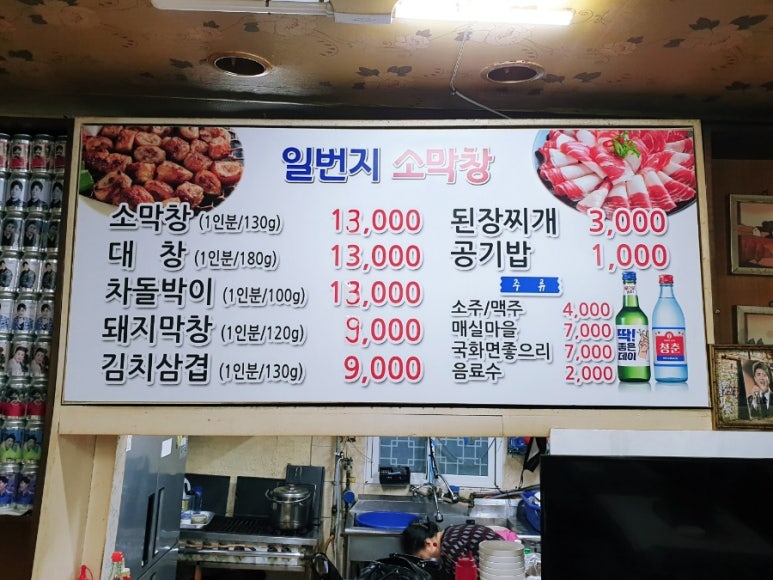 일번지 소막창
소막창 (1인분/130g) 13,000
대 창 (1인분/180g) 13,000
차돌박이 (1인분/100g) 13,000
돼지막창 (1인분/120g) 9,000
김치삼겹 (1인분/130g) 9,000
된장찌개 3,000
공기밥 1,000
주 류
소주/맥주 4,000
매실마을 7,000
국화면좋으리 7,000
음료수 2,000
딱!
좋은
데이
청춘